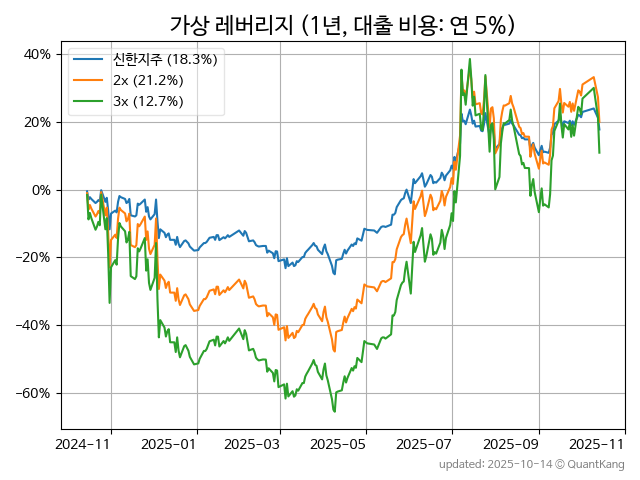 가상 레버리지 (1년, 대출 비용: 연 5%)
신한지주 (18.3%)
2x (21.2%)
3x (12.7%)
40%
20%
0%
−20%
−40%
−60%
2024-11 2025-01 2025-03 2025-05 2025-07 2025-09 2025-11
updated: 2025-10-14 © QuantKang